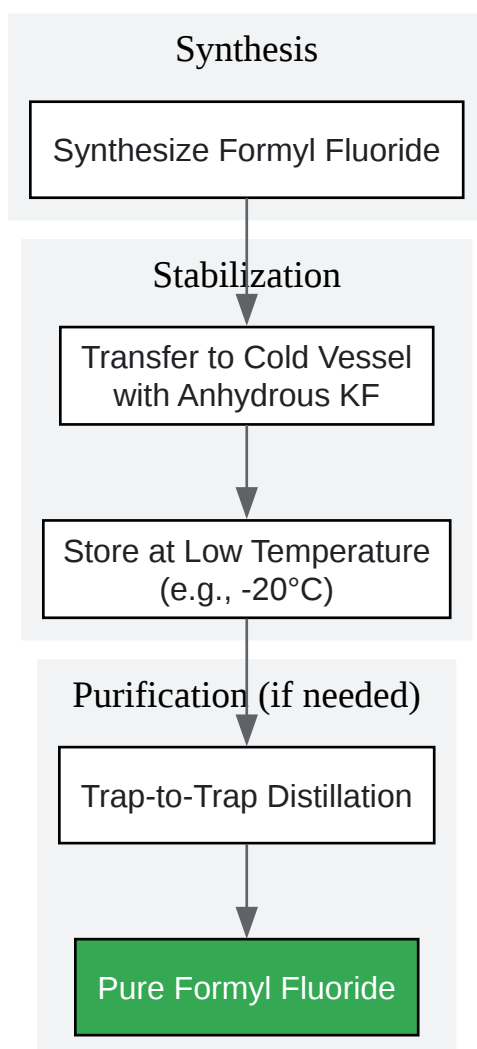 Synthesis
Synthesize Formyl Fluoride
Stabilization
Transfer to Cold Vessel
with Anhydrous KF
Store at Low Temperature
(e.g., -20°C)
Purification (if needed)
Trap-to-Trap Distillation
Pure Formyl Fluoride